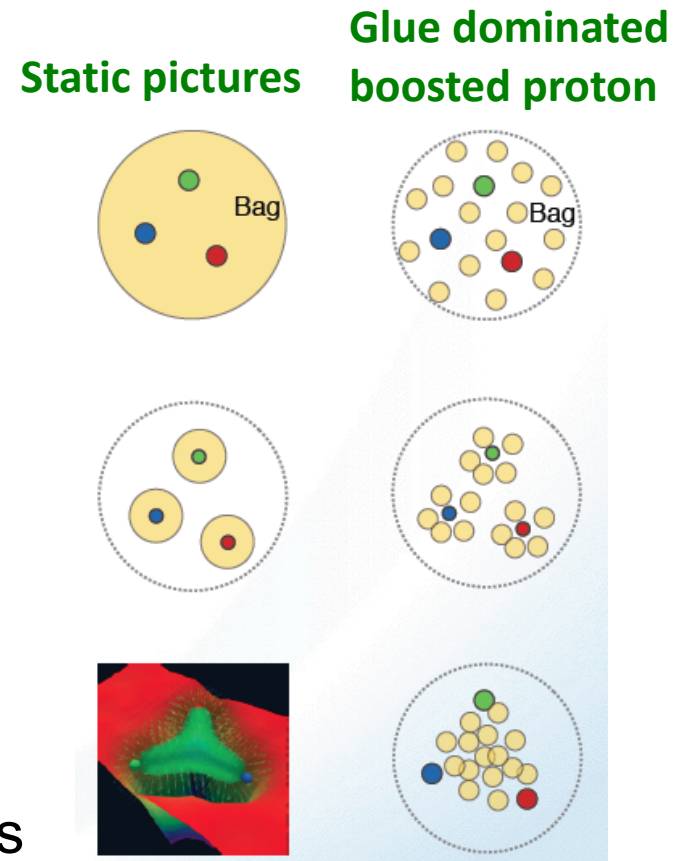 Static pictures
Glue dominated
boosted proton
Bag
Bag
s